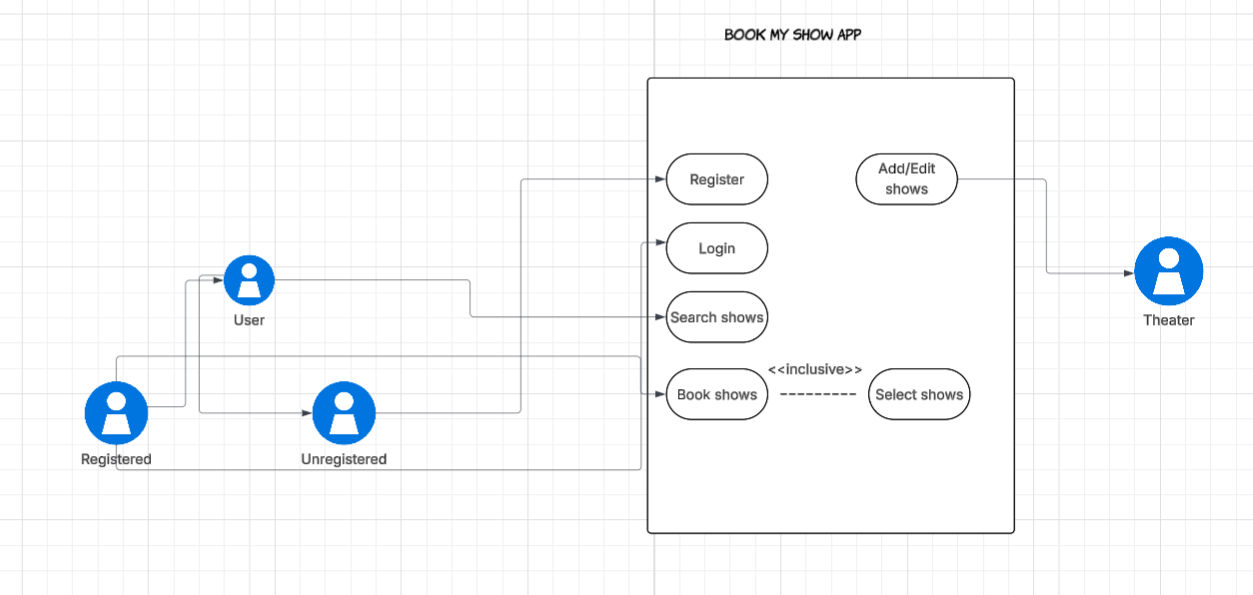 BOOK MY SHOW APP
Register
Add/Edit
shows
Login
User
Search shows
Theater
<<inclusive>>
Book shows
Select shows
Registered
Unregistered